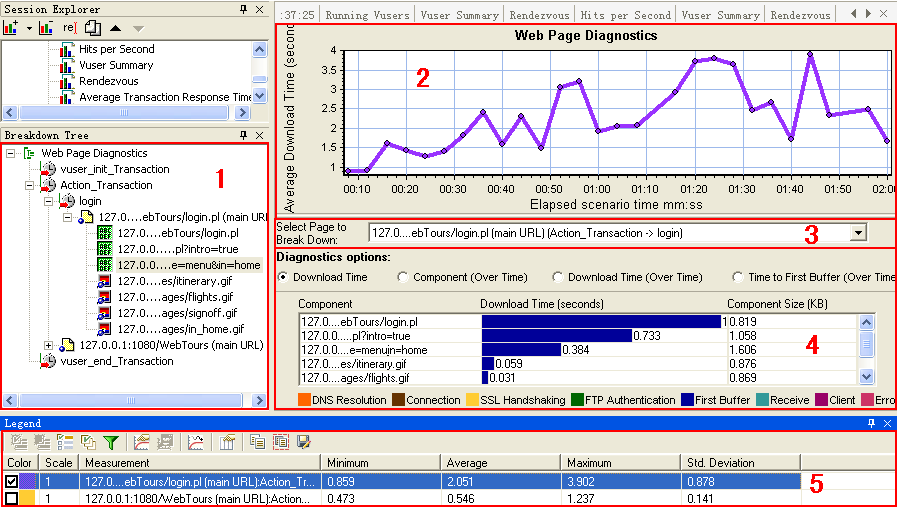 Session Explorer
Hits per Second
Vuser Summary
Rendezvous
Average Transaction Response Time
Breakdown Tree
Web Page Diagnostics
vuser_init_Transaction
1
Action_Transaction
login
127.0....ebTours/login.pl (main URL
127.0....ebTours/login.pl
127.0.0.....pl?intro=true
127.0.0....e=menu&in=home
127.0....es/itinerary.gif
127.0....ages/flights.gif
127.0....ages/signoff.gif
127.0....ages/in_home.gif
127.0.0.1:1080/WebTours (main URL)
vuser_end_Transaction
:37:25 Running Vusers Vuser Summary Rendezvous Hits per Second Vuser Summary Rendezvous
Web Page Diagnostics
Average Download Time (second
4
3.5
3
2.5
2
1.5
1
2
00:10 00:20 00:30 00:40 00:50 01:00 01:10 01:20 01:30 01:40 01:50 02:0
Elapsed scenario time mm:ss
Select Page to Break Down:
127.0....ebTours/login.pl (main URL) (Action_Transaction -> login)
3
Diagnostics options:
Download Time Component (Over Time) Download Time (Over Time) Time to First Buffer (Over Time
Component Download Time (seconds) Component Size (KB)
127.0....ebTours/login.pl 1 0.819
127.0.0.....pl?intro=true 0.733 1.058
127.0.0....e=menuјn=home 0.384 1.606
127.0....es/itinerary.gif 0.059 0.876
127.0....ages/flights.gif 0.031 0.869
4
DNS Resolution Connection SSL Handshaking FTP Authentication First Buffer Receive Client Erro
Legend
Color Scale Measurement Minimum Average Maximum Std. Deviation
1 127.0....ebTours/login.pl (main URL):Action_Tr... 0.859 2.051 3.902 0.878
1 127.0.0.1:1080/WebTours (main URL):Action... 0.473 0.546 1.237 0.141
5